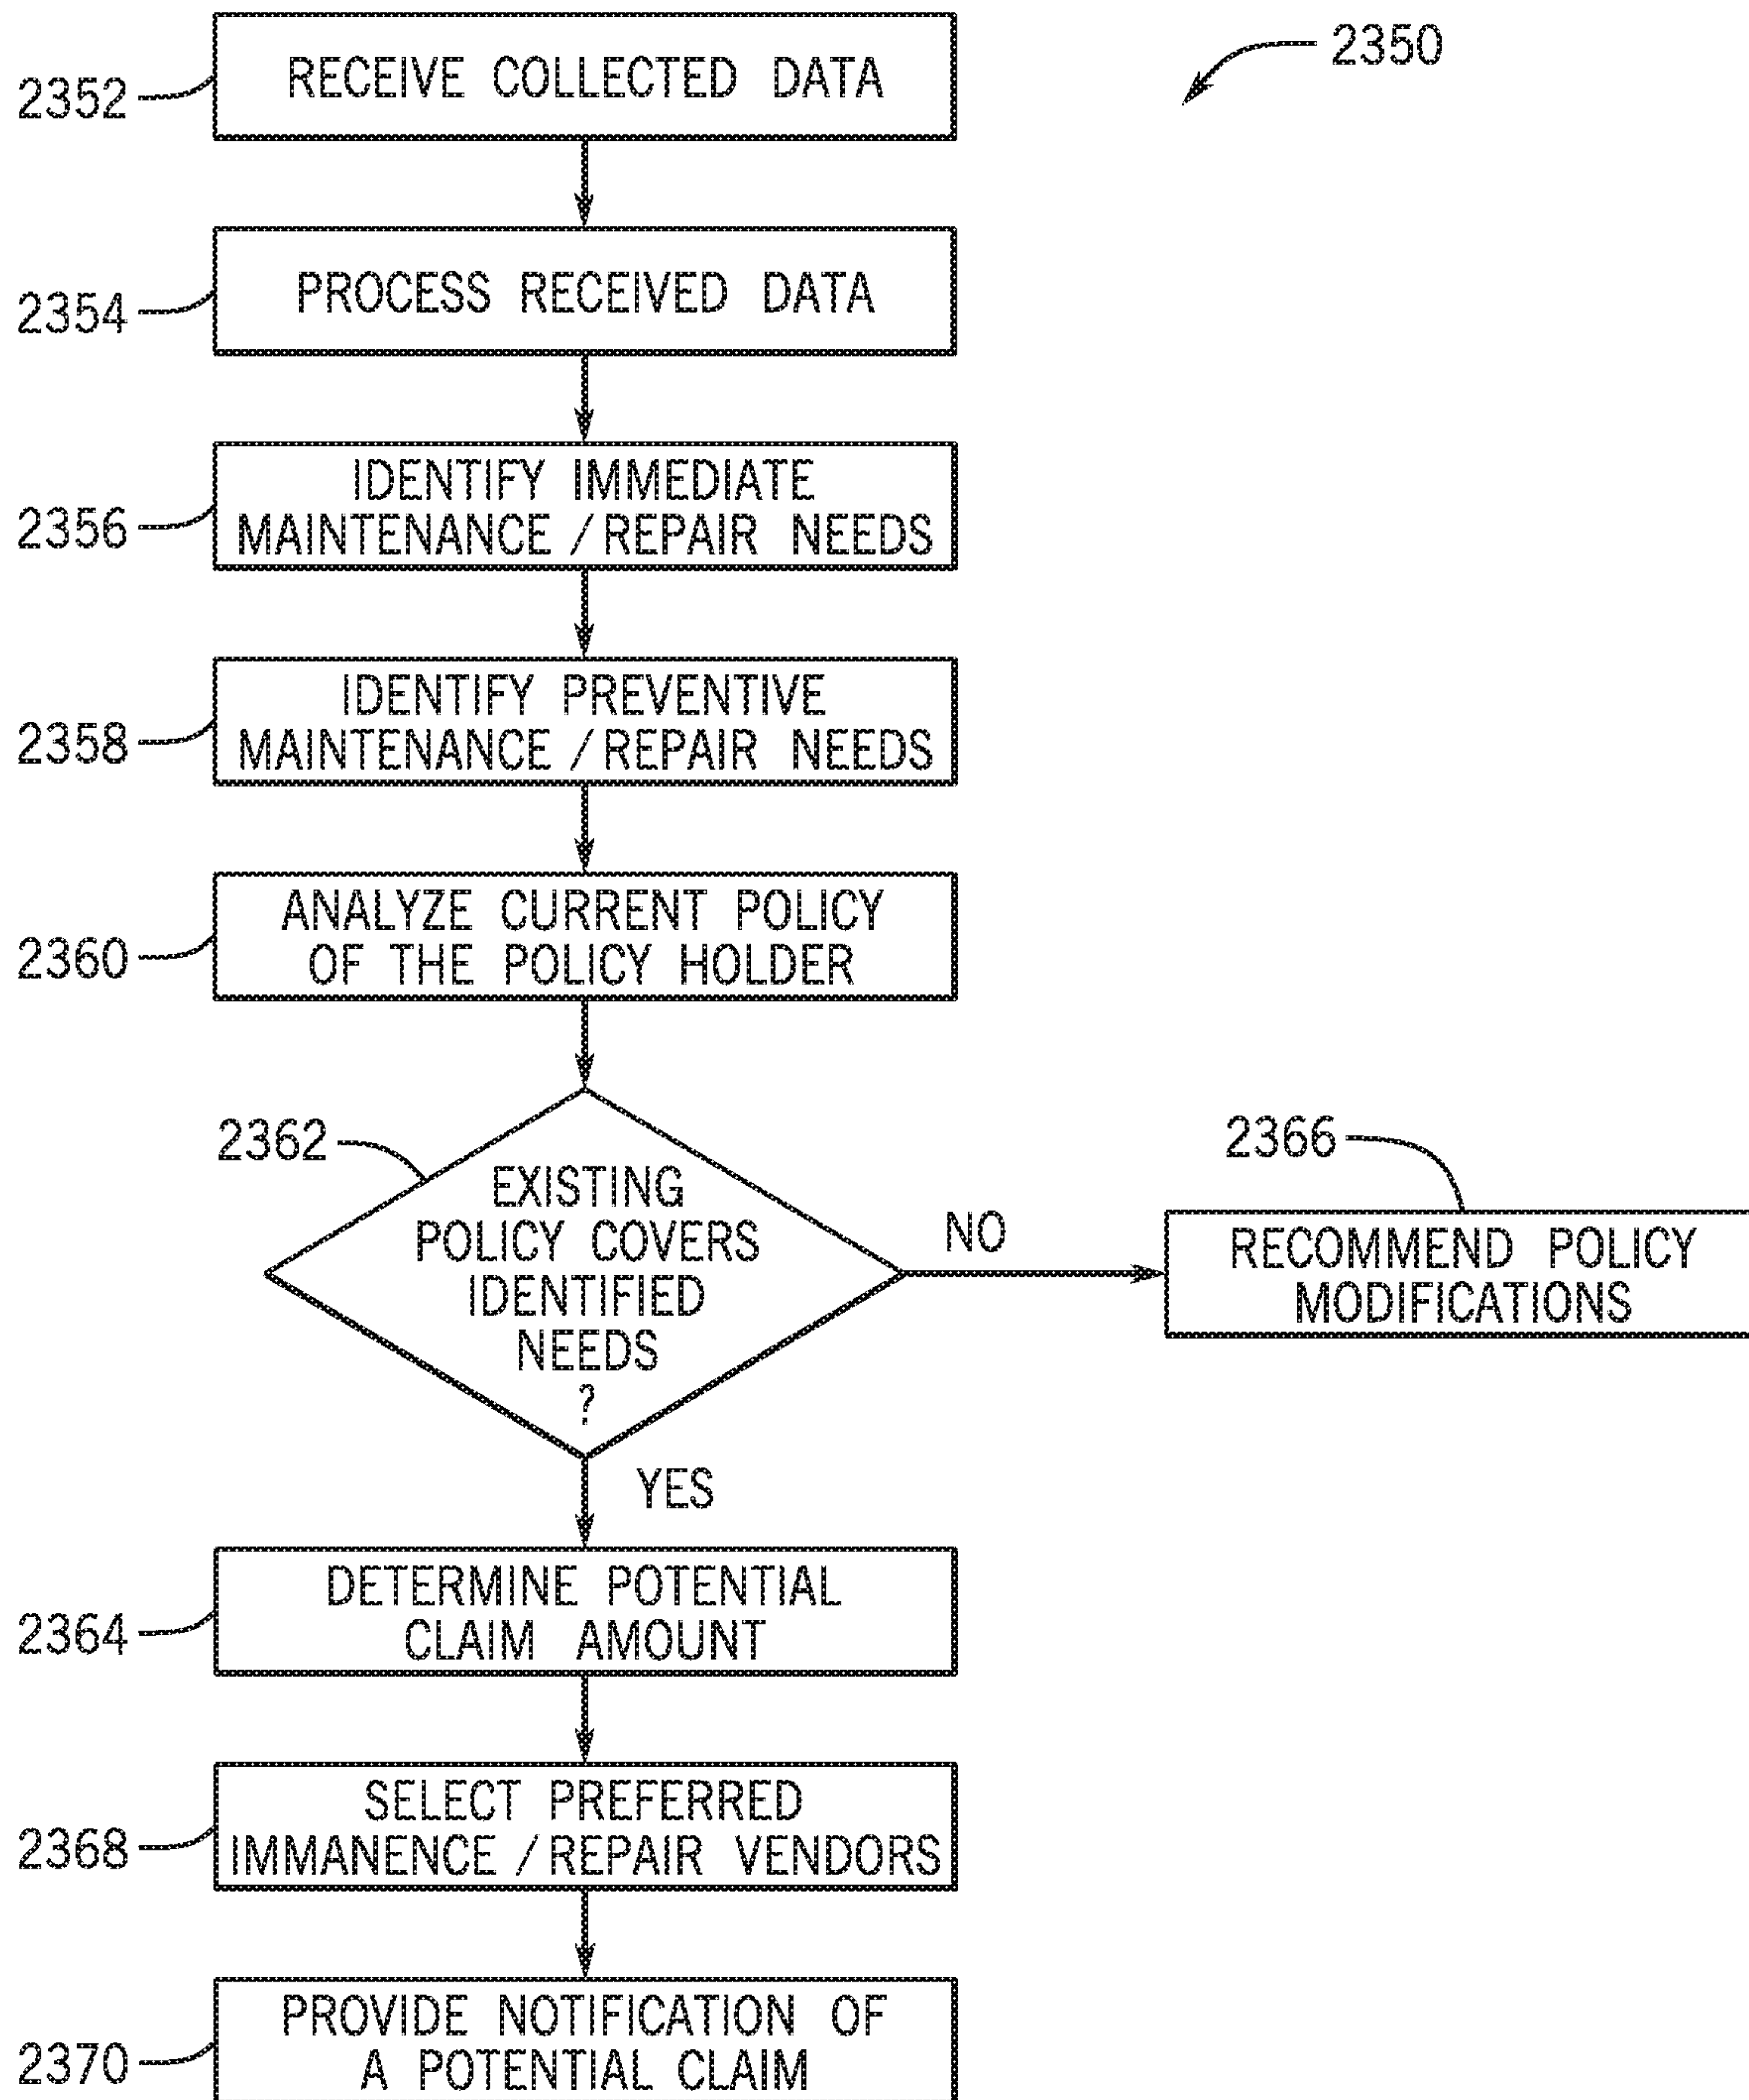 2350
2352
RECEIVE COLLECTED DATA
2354
PROCESS RECEIVED DATA
2356
IDENTIFY IMMEDIATE
MAINTENANCE / REPAIR NEEDS
2358
IDENTIFY PREVENTIVE
MAINTENANCE / REPAIR NEEDS
2360
ANALYZE CURRENT POLICY
OF THE POLICY HOLDER
2362
EXISTING
POLICY COVERS
IDENTIFIED
NEEDS
?
NO
2366
RECOMMEND POLICY
MODIFICATIONS
YES
2364
DETERMINE POTENTIAL
CLAIM AMOUNT
2368
SELECT PREFERRED
IMMANENCE / REPAIR VENDORS
2370
PROVIDE NOTIFICATION OF
A POTENTIAL CLAIM